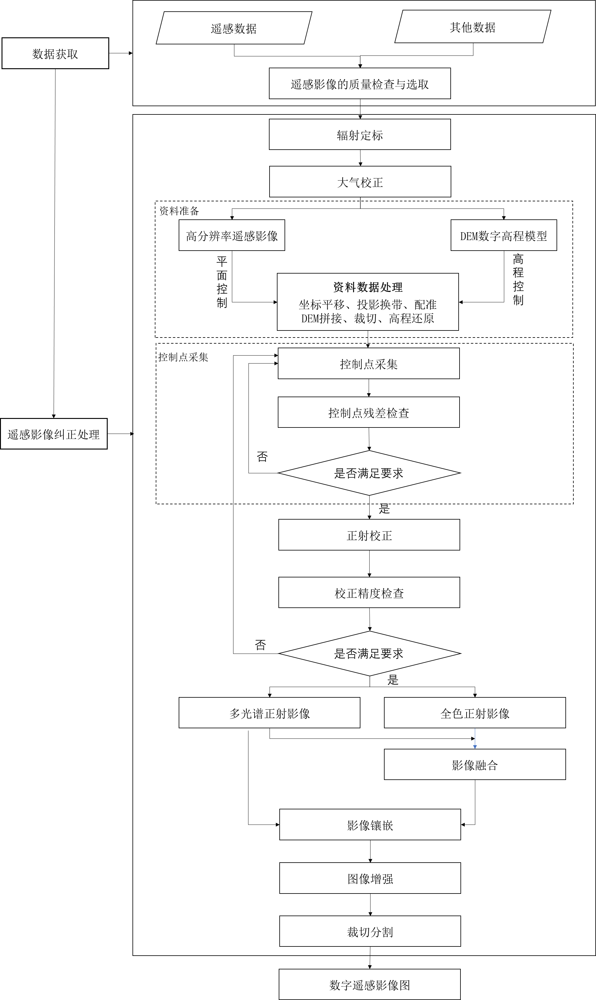 遥感数据
其他数据
数据获取
遥感影像的质量检查与选取
辐射定标
大气校正
资料准备
高分辨率遥感影像
DEM数字高程模型
平面控制
高程控制
资料数据处理
坐标平移、投影换带、配准
DEM拼接、裁切、高程还原
控制点采集
控制点采集
控制点残差检查
遥感影像纠正处理
否
是否满足要求
是
正射校正
校正精度检查
否
是否满足要求
是
多光谱正射影像
全色正射影像
影像融合
影像镶嵌
图像增强
裁切分割
数字遥感影像图